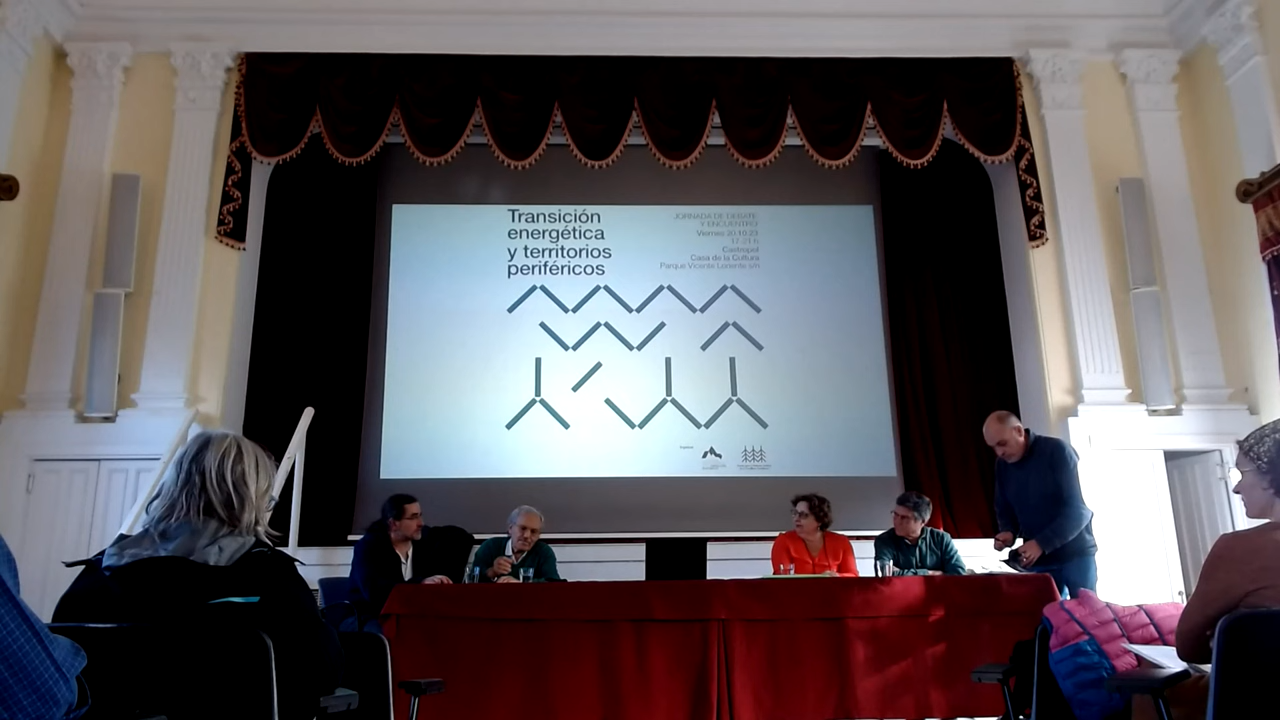 Transición
energética
y territorios
periféricos
JORNADA DE DEBATE
Y ENCUENTRO
Viernes 20.10.23
17-21 h
Castropol
Casa de la Cultura
Parque Vicente Loriente s/n